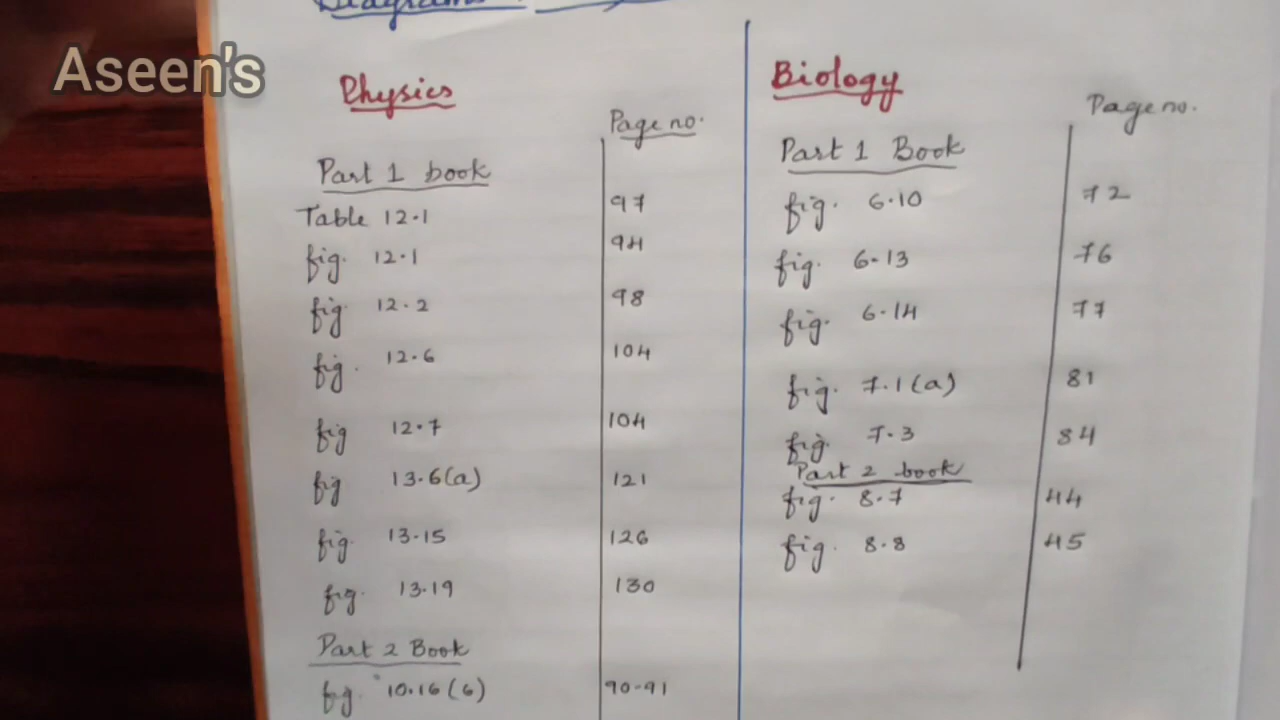 Diagrams
Aseen's
Physics
Page no.
Part 1 book
Table 12.1 97
fig. 12.1 94
fig. 12.2 98
fig. 12.6 104
fig 12.7 104
fig 13.6(a) 121
fig. 13.15 126
fig. 13.19 130
Part 2 Book
fig. 10.16(6) 90-91
Biology
Page no.
Part 1 Book
fig. 6.10 72
fig. 6.13 76
fig. 6.14 77
fig. 7.1(a) 81
fig. 7.3 84
Part 2 book
fig. 8.7 44
fig. 8.8 45